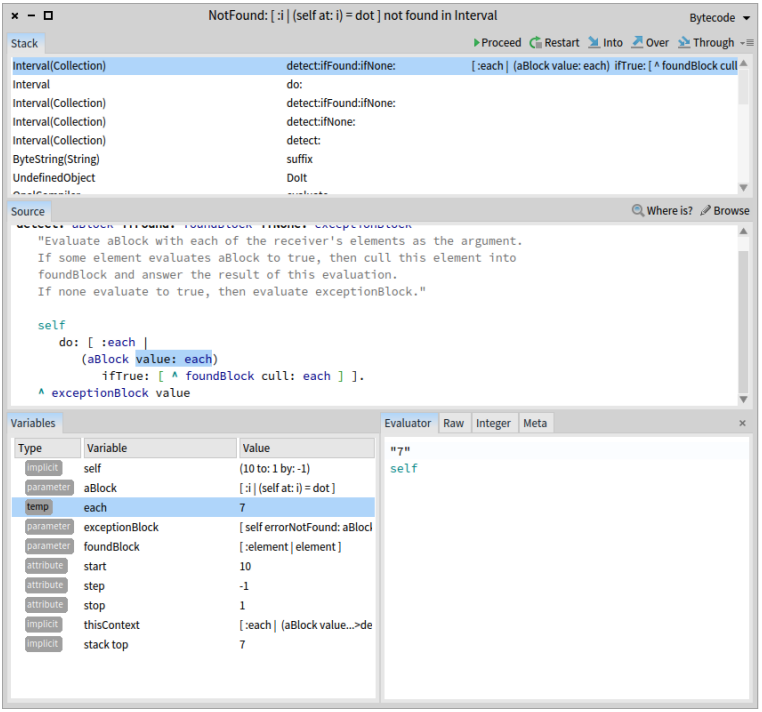 NotFound: [ :i | (self at: i) = dot ] not found in Interval
Bytecode
Stack
Proceed Restart Into Over Through
Interval(Collection) detect:ifFound:ifNone: [ :each | (aBlock value: each) ifTrue: [ ^ foundBlock cull
Interval do:
Interval(Collection) detect:ifFound:ifNone:
Interval(Collection) detect:ifNone:
Interval(Collection) detect:
ByteString(String) suffix
UndefinedObject DoIt
OpalCompiler evaluate
Source
Where is? Browse
detect: aBlock ifFound: foundBlock ifNone: exceptionBlock
"Evaluate aBlock with each of the receiver's elements as the argument.
If some element evaluates aBlock to true, then cull this element into
foundBlock and answer the result of this evaluation.
If none evaluate to true, then evaluate exceptionBlock."
self
do: [ :each |
(aBlock value: each)
ifTrue: [ ^ foundBlock cull: each ] ].
^ exceptionBlock value
Variables
Type Variable Value
implicit self (10 to: 1 by: -1)
parameter aBlock [ :i | (self at: i) = dot ]
temp each 7
parameter exceptionBlock [ self errorNotFound: aBlock
parameter foundBlock [ :element | element ]
attribute start 10
attribute step -1
attribute stop 1
implicit thisContext [ :each | (aBlock value...>de
implicit stack top 7
Evaluator Raw Integer Meta
"7"
self